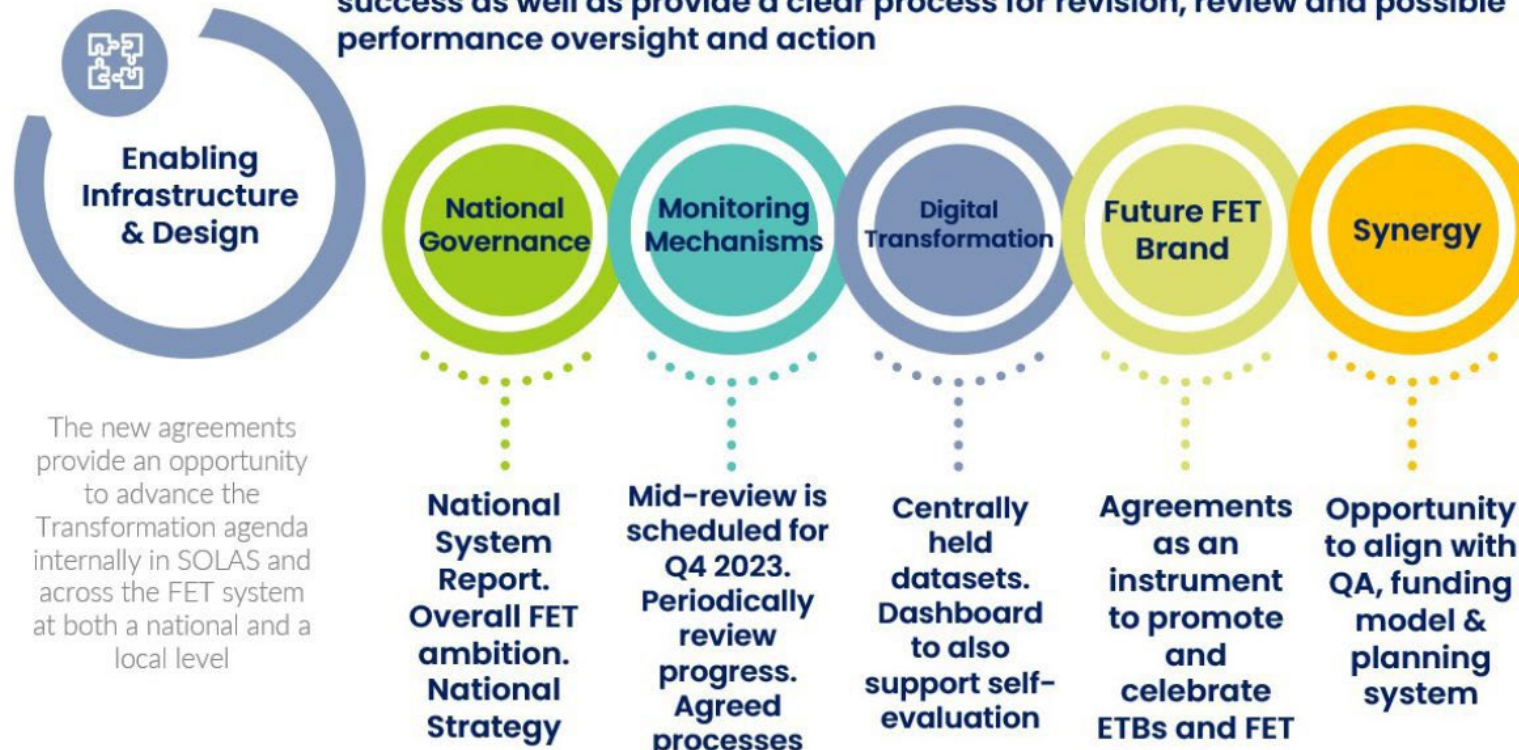 success as well as provide a clear process for revision, review and possible
performance oversight and action
Enabling
Infrastructure
& Design
National
Governance
Monitoring
Mechanisms
Digital
Transformation
Future FET
Brand
Synergy
The new agreements
provide an opportunity
to advance the
Transformation agenda
internally in SOLAS and
across the FET system
at both a national and a
local level
National
System
Report.
Overall FET
ambition.
National
Strategy
Mid-review is
scheduled for
Q4 2023.
Periodically
review
progress.
Agreed
processes
Centrally
held
datasets.
Dashboard
to also
support self-
evaluation
Agreements
as an
instrument
to promote
and
celebrate
ETBs and FET
Opportunity
to align with
QA, funding
model &
planning
system